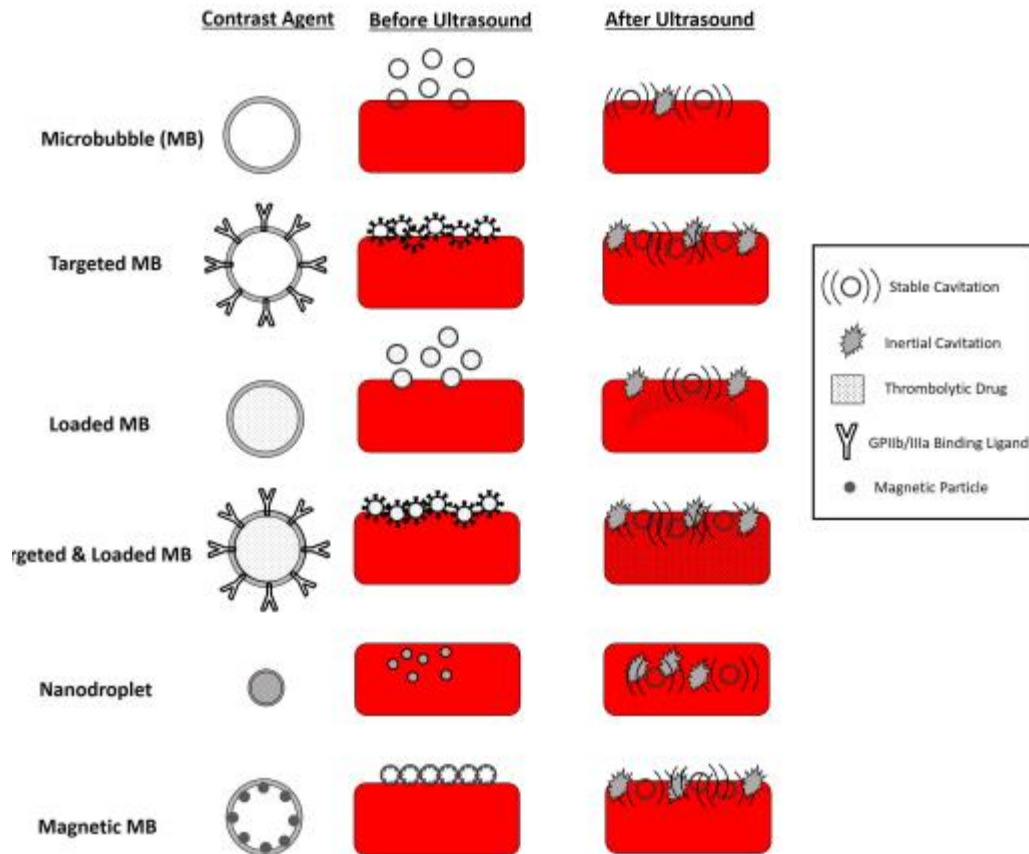 Contrast Agent Before Ultrasound After Ultrasound
Microbubble (MB)
Targeted MB
Loaded MB
rgeted & Loaded MB
Nanodroplet
Magnetic MB
Stable Cavitation
Inertial Cavitation
Thrombolytic Drug
GPIIb/IIIa Binding Ligand
Magnetic Particle